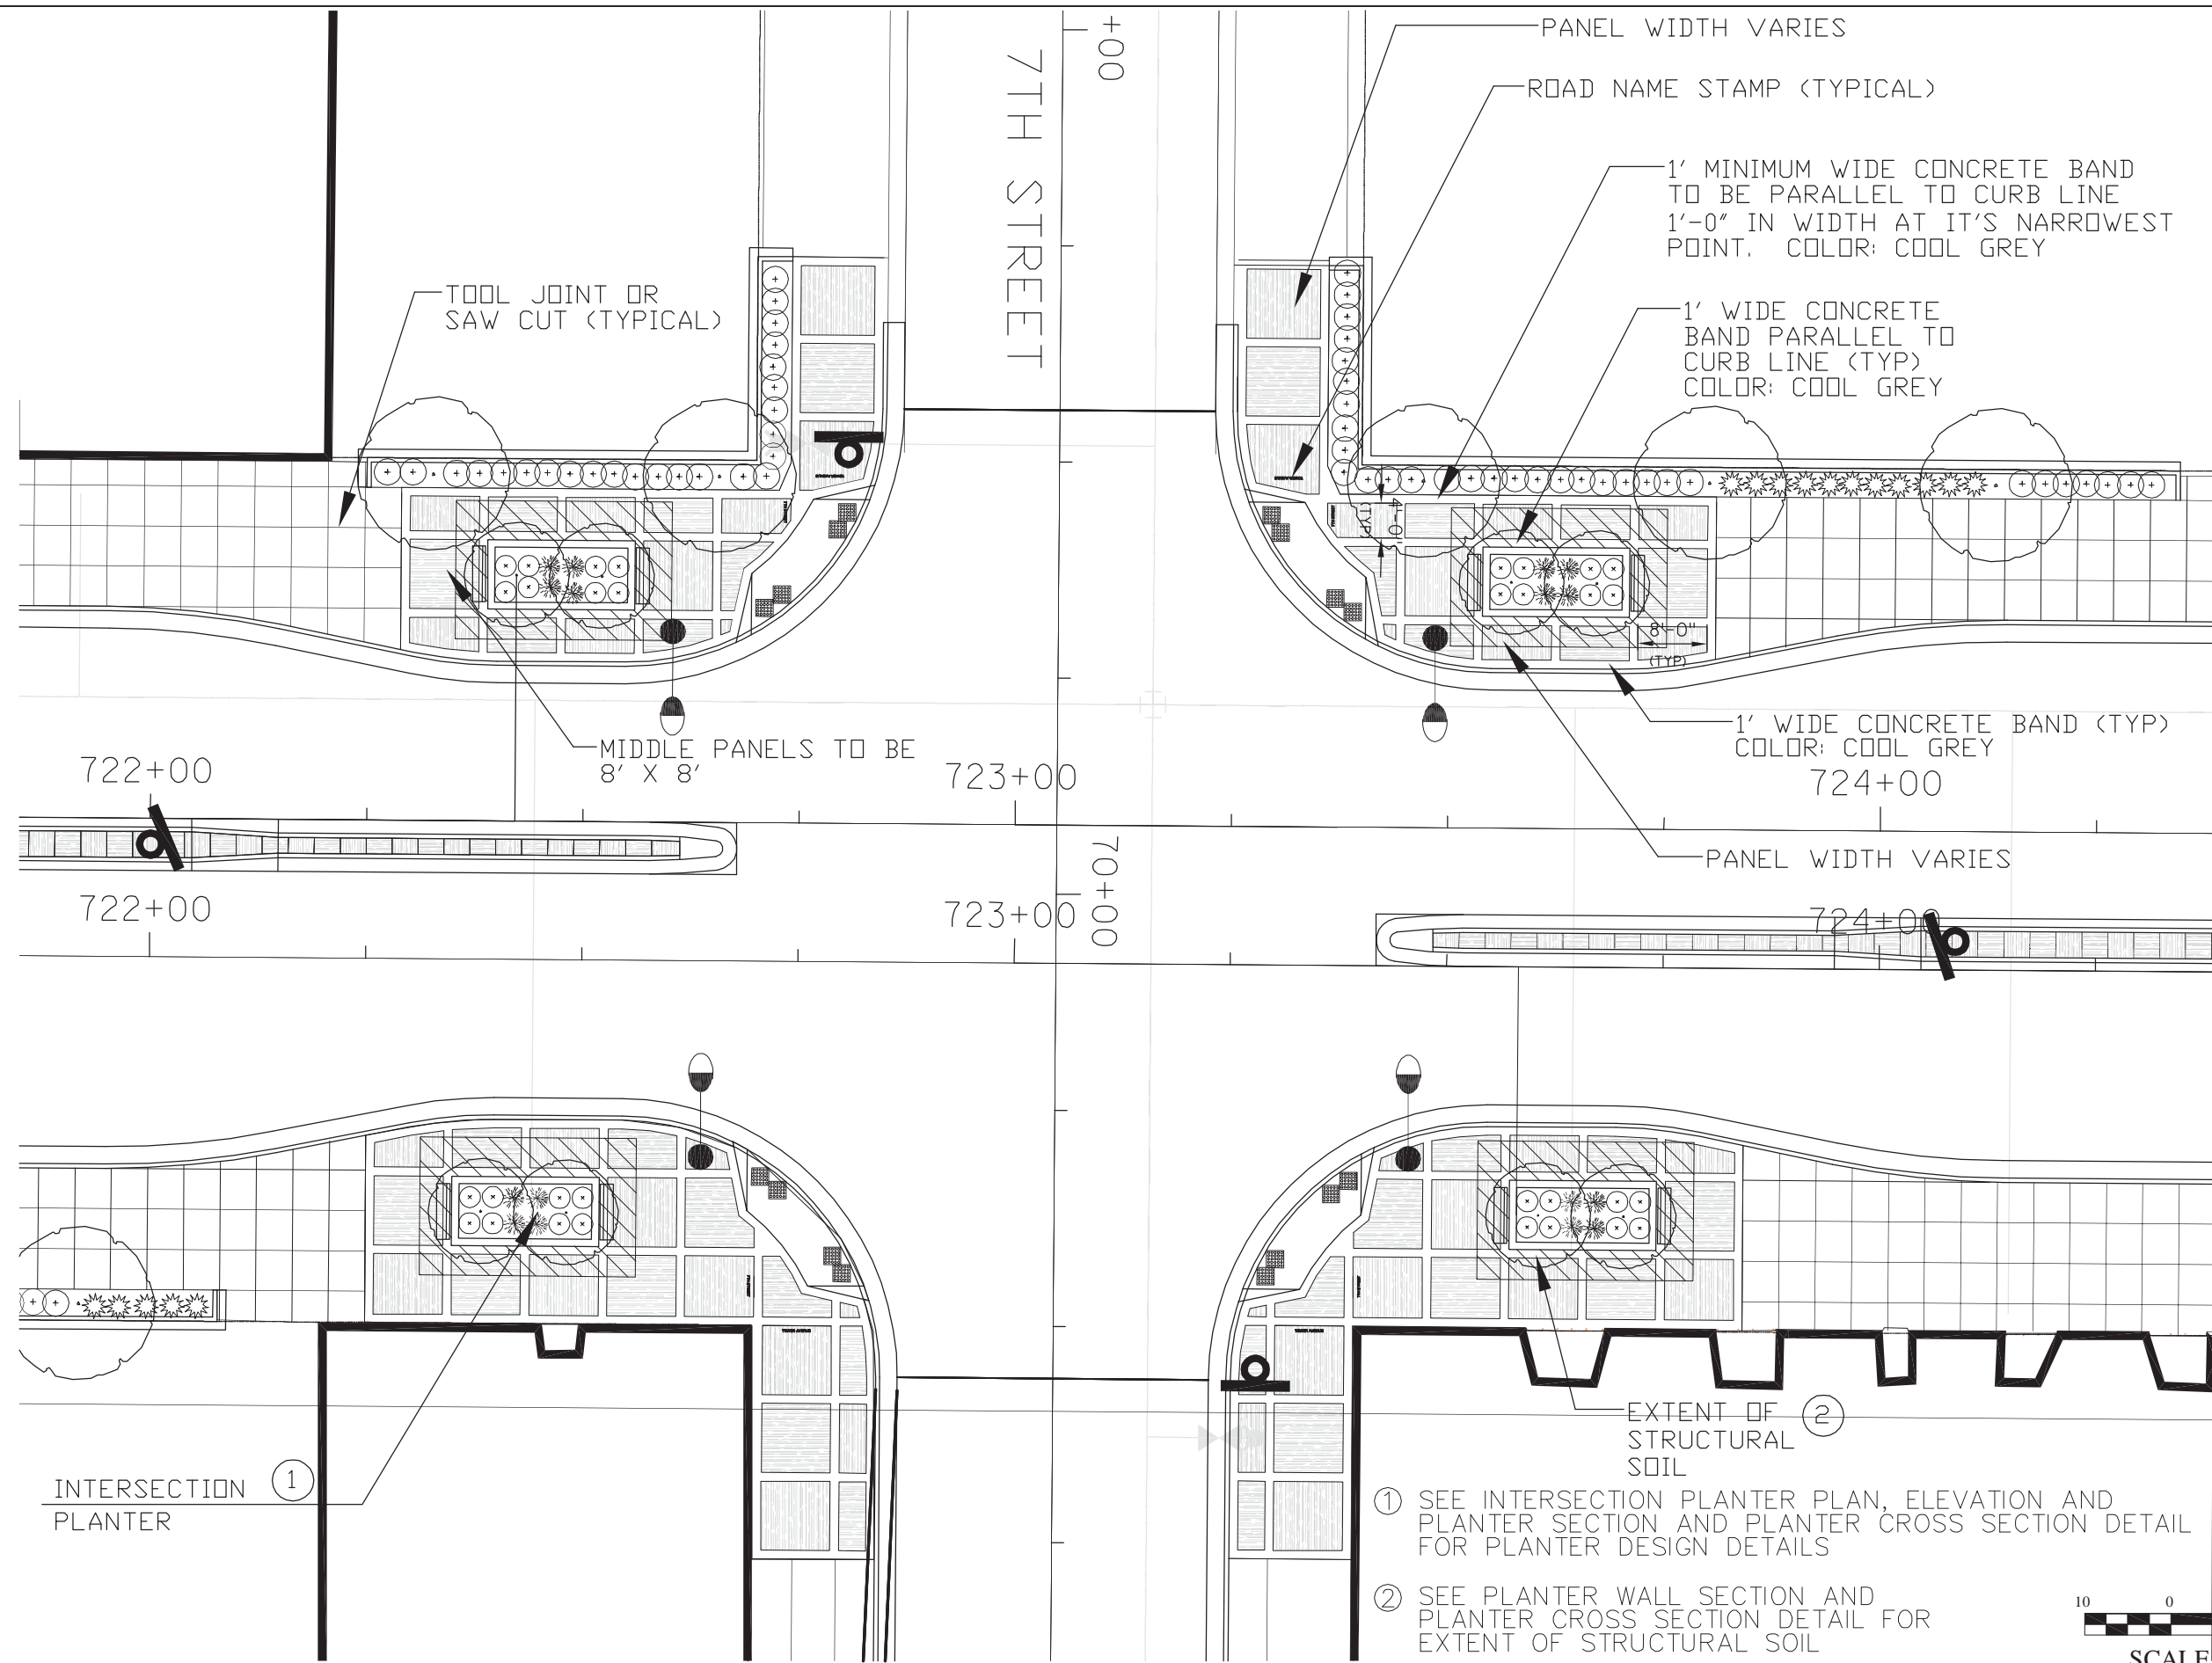 PANEL WIDTH VARIES
+00
7TH STREET
ROAD NAME STAMP (TYPICAL)
1' MINIMUM WIDE CONCRETE BAND
TO BE PARALLEL TO CURB LINE
1'-0" IN WIDTH AT IT'S NARROWEST
POINT. COLOR: COOL GREY
TOOL JOINT OR
SAW CUT (TYPICAL)
1' WIDE CONCRETE
BAND PARALLEL TO
CURB LINE (TYP)
COLOR: COOL GREY
4'-0"
(TYP)
8'-0"
(TYP)
1' WIDE CONCRETE BAND (TYP)
COLOR: COOL GREY
MIDDLE PANELS TO BE
8' X 8'
722+00
723+00
724+00
PANEL WIDTH VARIES
70+00
722+00
723+00
724+00
EXTENT OF 2
STRUCTURAL
SOIL
INTERSECTION 1
PLANTER
1 SEE INTERSECTION PLANTER PLAN, ELEVATION AND
PLANTER SECTION AND PLANTER CROSS SECTION DETAIL
FOR PLANTER DESIGN DETAILS
2 SEE PLANTER WALL SECTION AND
PLANTER CROSS SECTION DETAIL FOR
EXTENT OF STRUCTURAL SOIL
10 0
SCALE